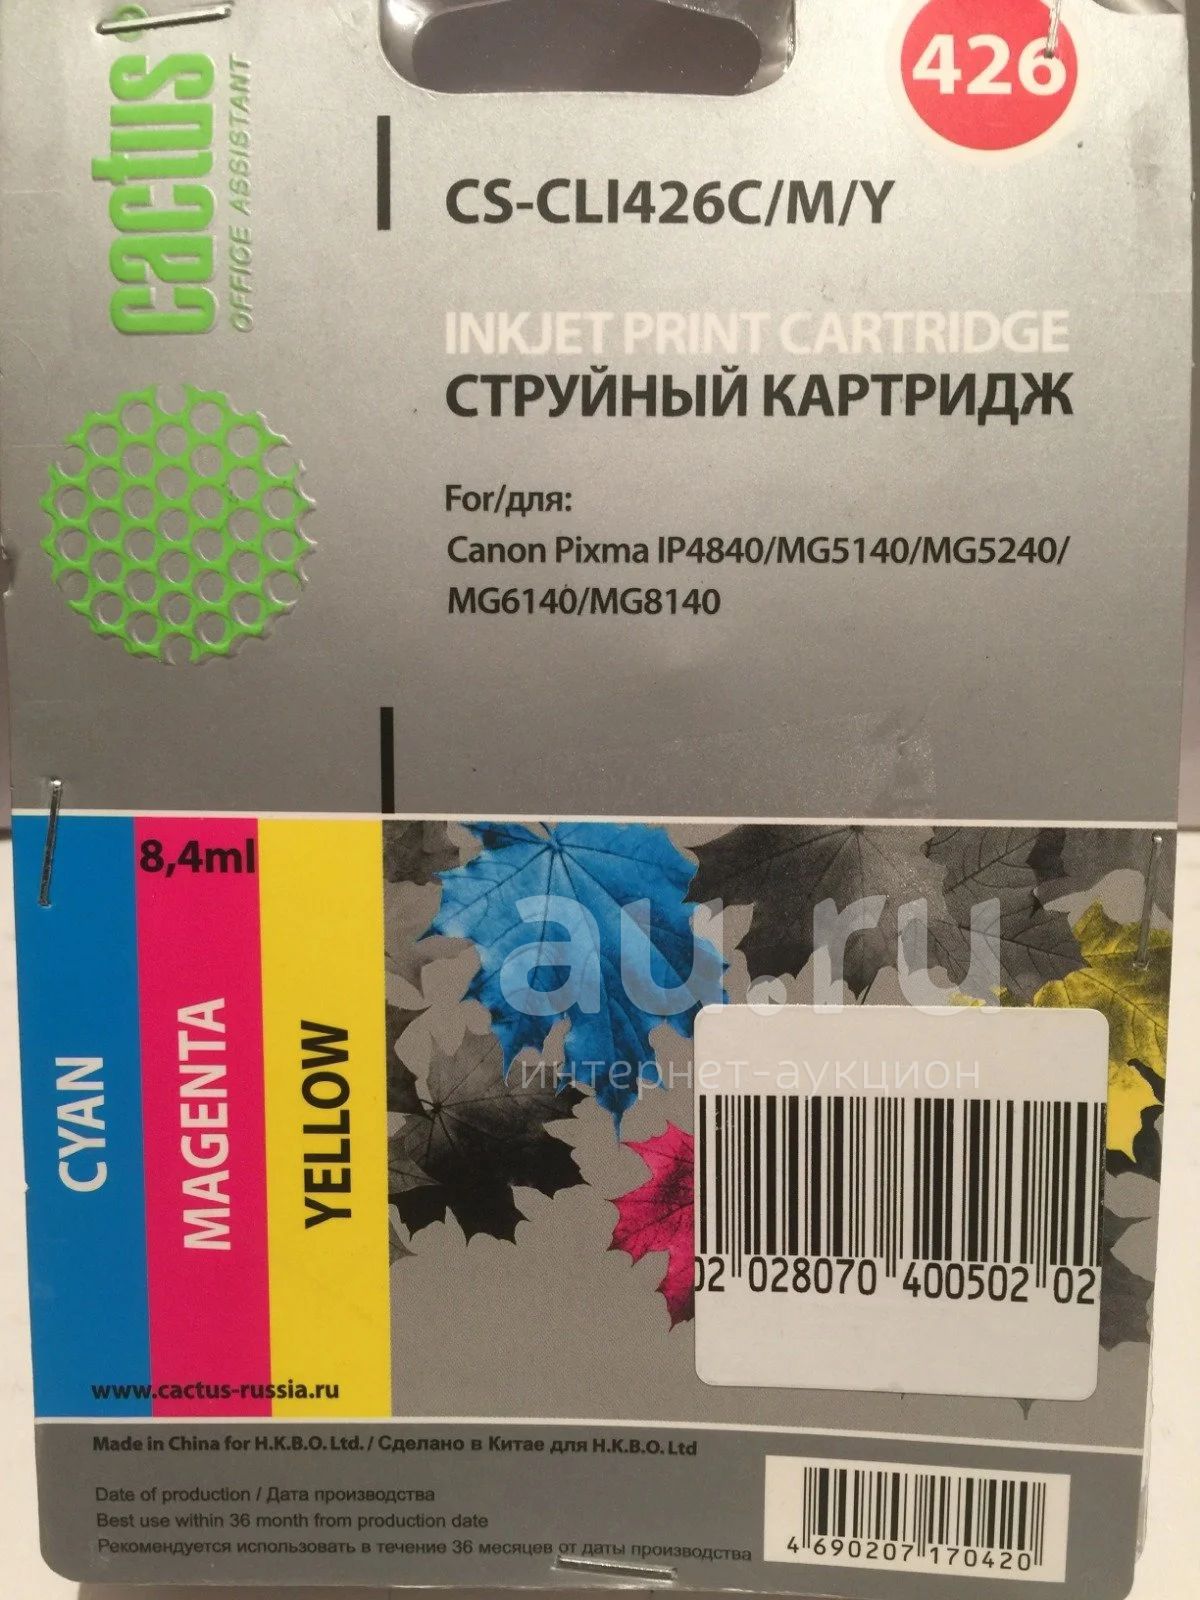 cactus
OFFICE ASSISTANT
426
CS-CLI426C/M/Y
INKJET PRINT CARTRIDGE
СТРУЙНЫЙ КАРТРИДЖ
For/для:
Canon Pixma IP4840/MG5140/MG5240/
MG6140/MG8140
8,4ml
CYAN
MAGENTA
YELLOW
au.ru
интернет-аукцион
02 028070 400502 02
www.cactus-russia.ru
Made in China for H.K.B.O. Ltd. / Сделано в Китае для H.K.B.O. Ltd
Date of production / Дата производства
Best use within 36 month from production date
Рекомендуется использовать в течение 36 месяцев от даты производства
4 690207 170420